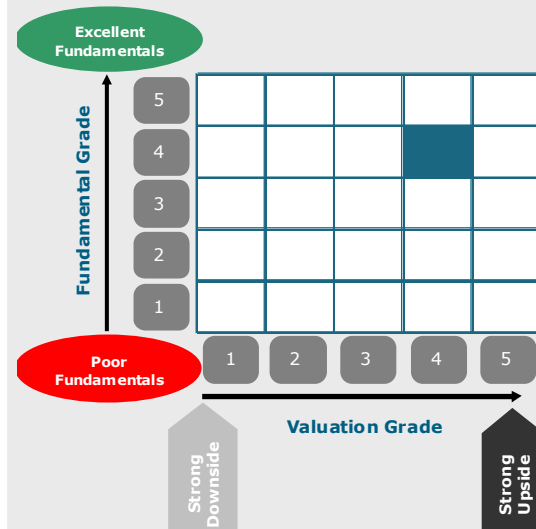 Excellent
Fundamentals
Fundamental Grade
5
4
3
2
1
Poor
Fundamentals
1
2
3
4
5
Valuation Grade
Strong
Downside
Strong
Upside